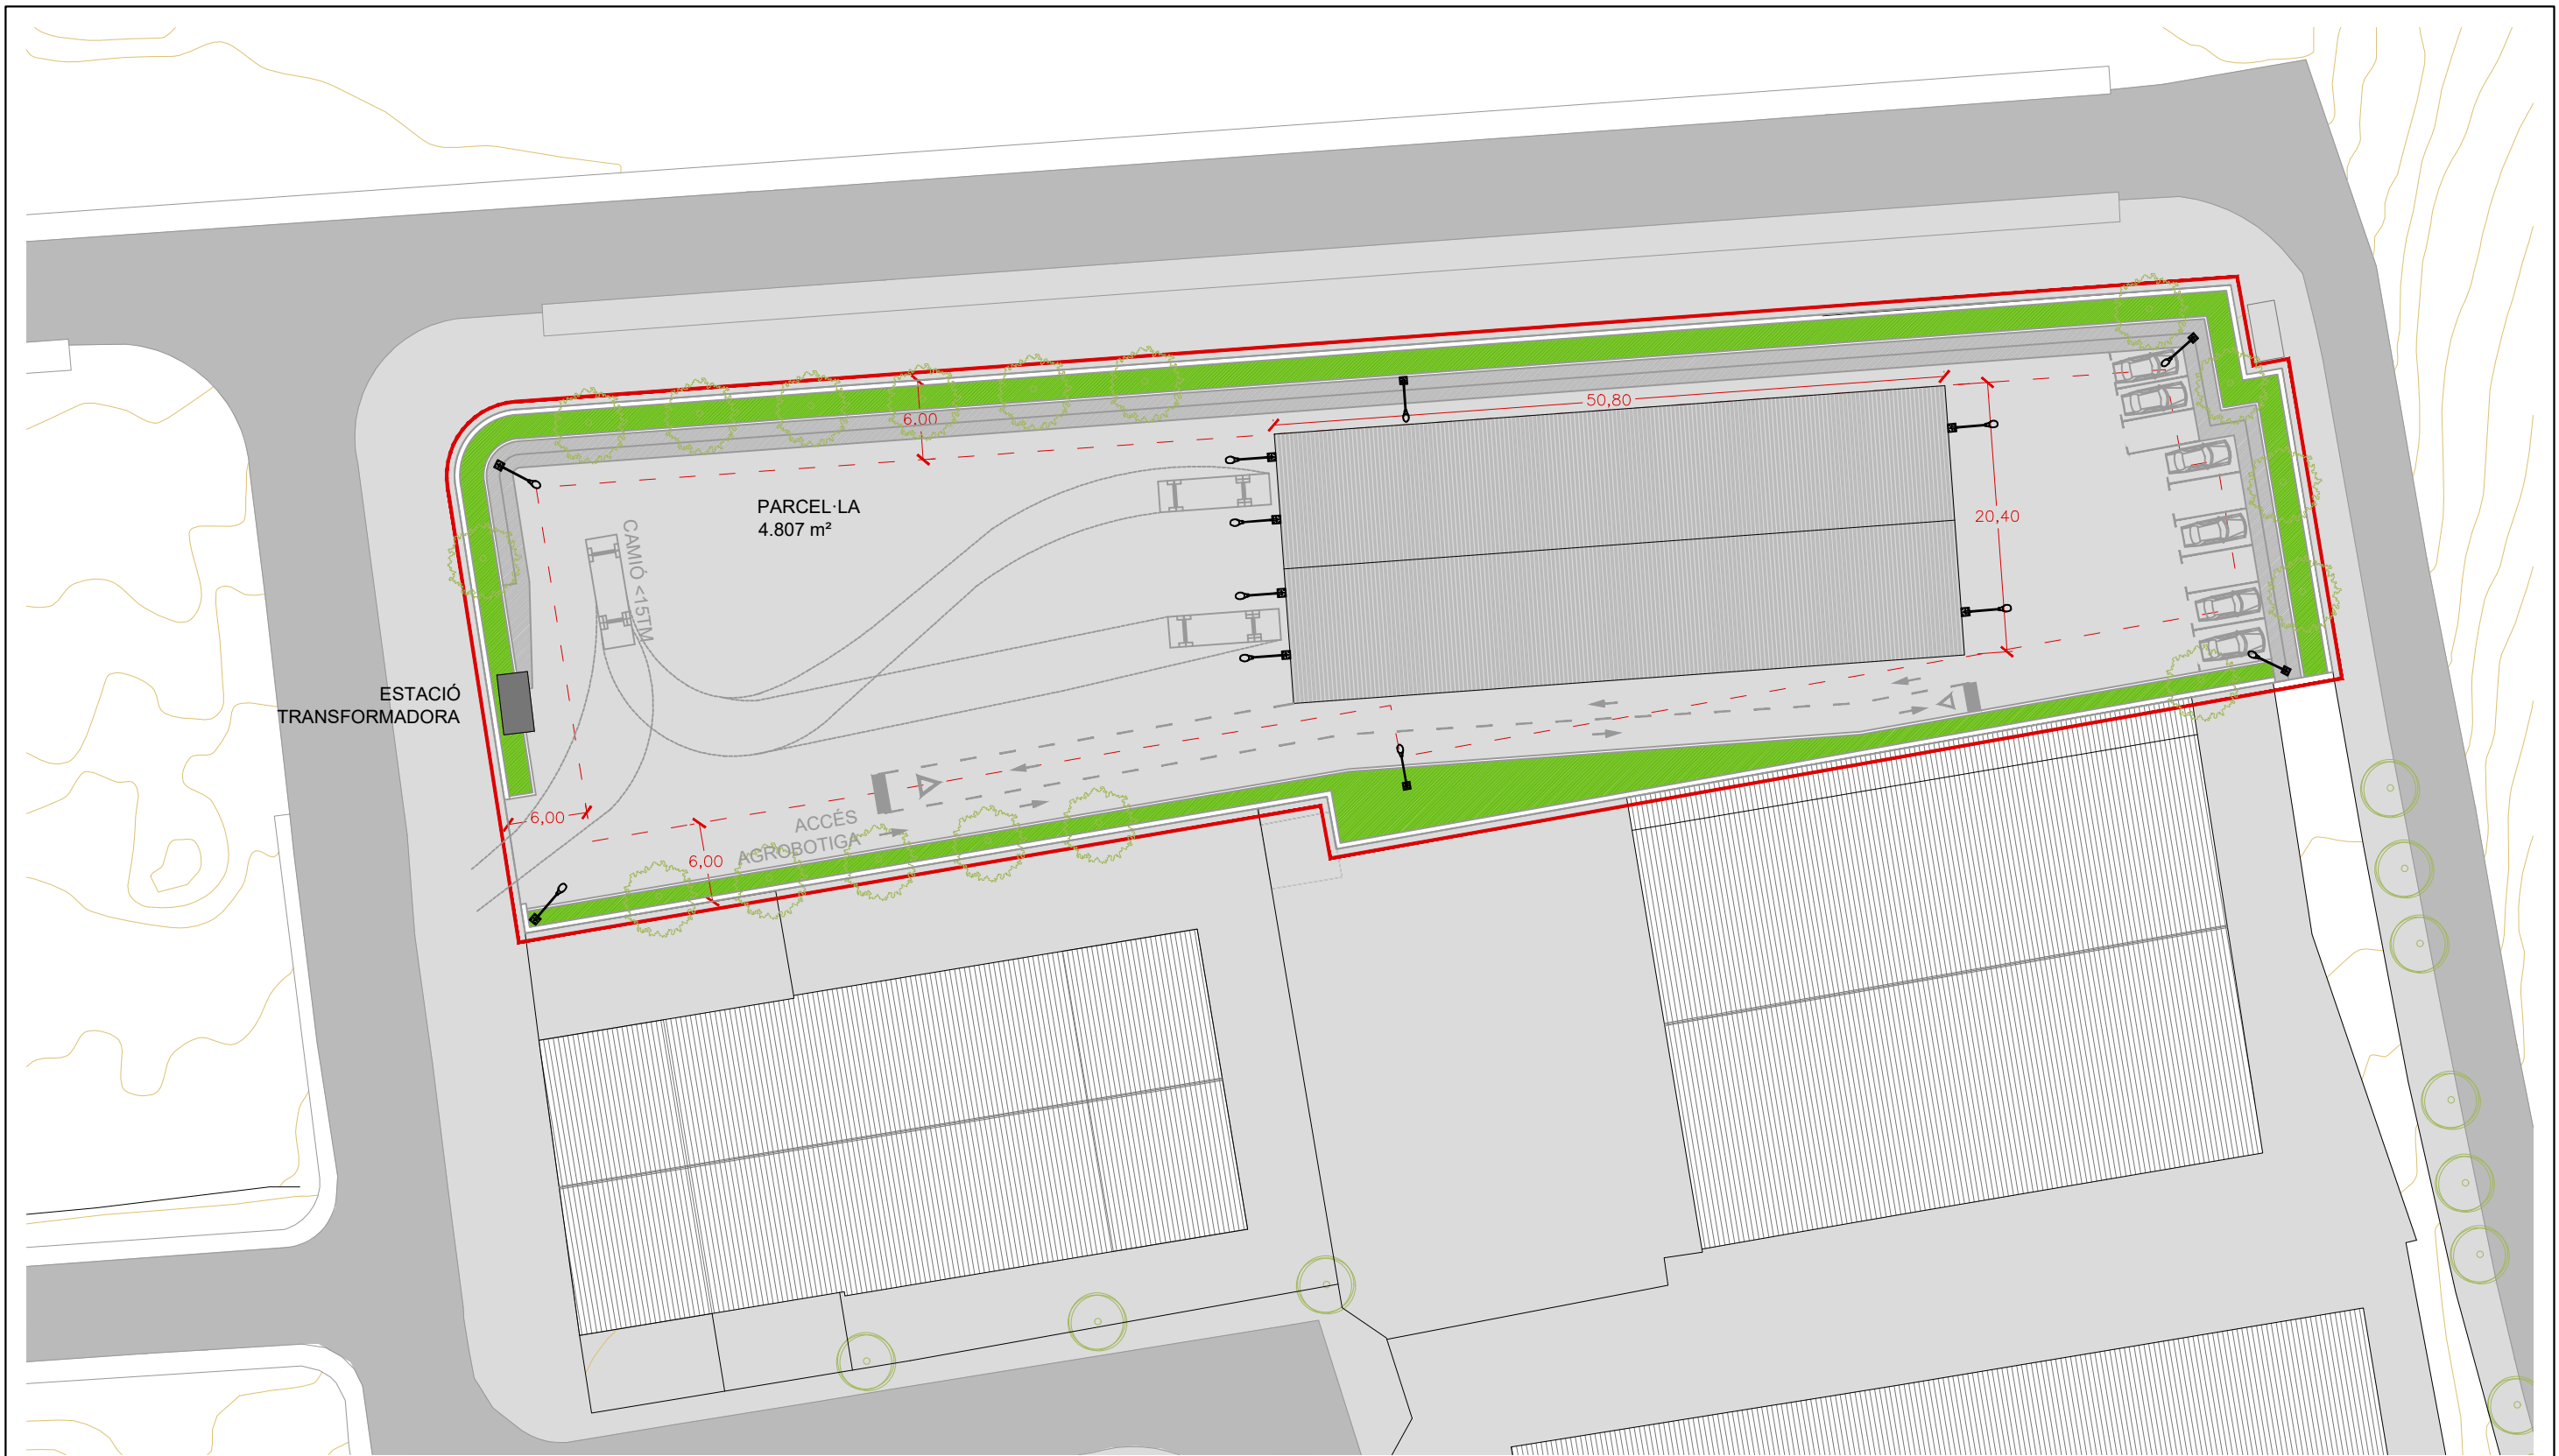 50,80
6.00
PARCEL·LA
4.807 m²
20,40
CAMIÓ <15TM
ESTACIÓ
TRANSFORMADORA
6,00
ACCÉS
AGROBOTIGA
6,00